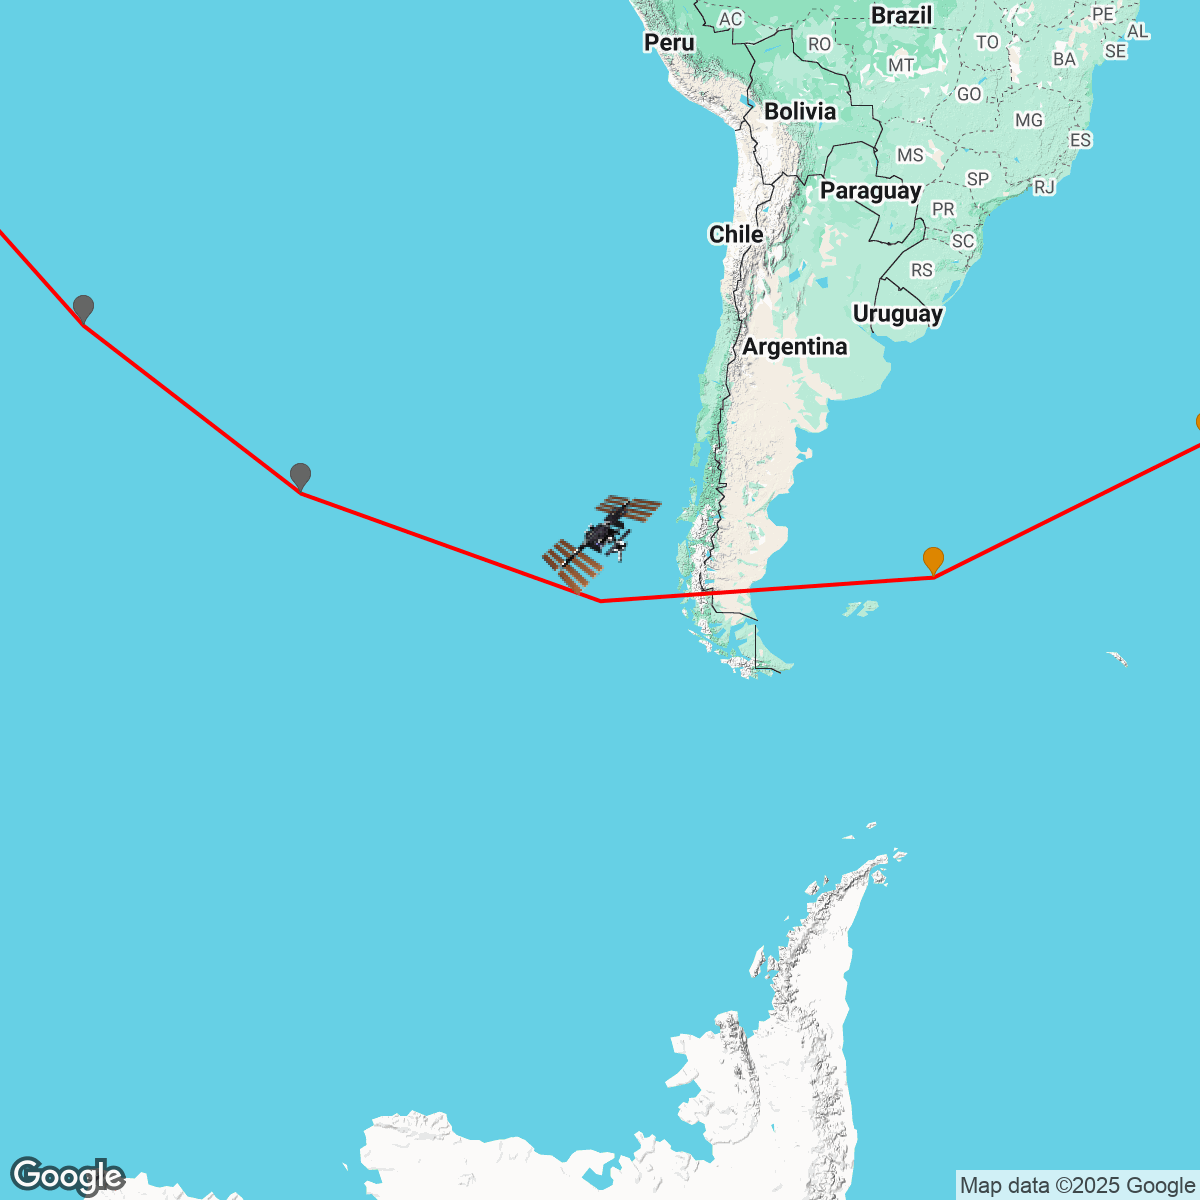 Brazil
PE
AC
AL
Peru
RO
TO
SE
MT
BA
GO
Bolivia
MG
ES
MS
SP
Paraguay
RJ
PR
Chile
SC
RS
Uruguay
Argentina
Google
Map data ©2025 Google